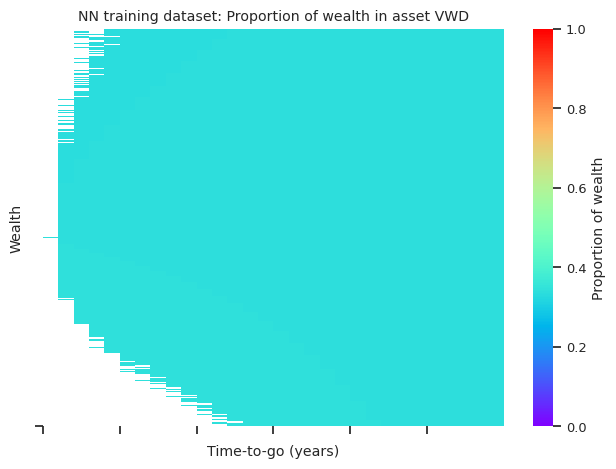 NN training dataset: Proportion of wealth in asset VWD
Wealth
Time-to-go (years)
1.0
0.8
0.6
0.4
0.2
0.0
Proportion of wealth